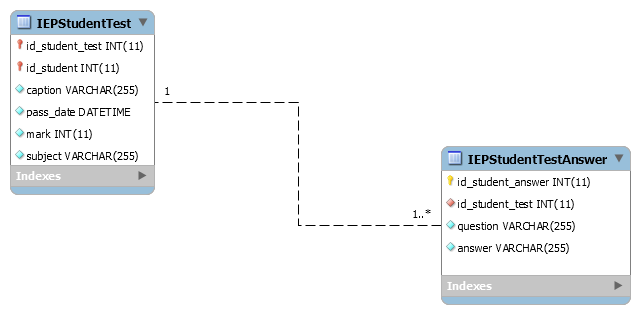 IEPStudentTest
id_student_test INT(11)
id_student INT(11)
caption VARCHAR(255)
pass_date DATETIME
mark INT(11)
subject VARCHAR(255)
Indexes
1
1..*
IEPStudentTestAnswer
id_student_answer INT(11)
id_student_test INT(11)
question VARCHAR(255)
answer VARCHAR(255)
Indexes